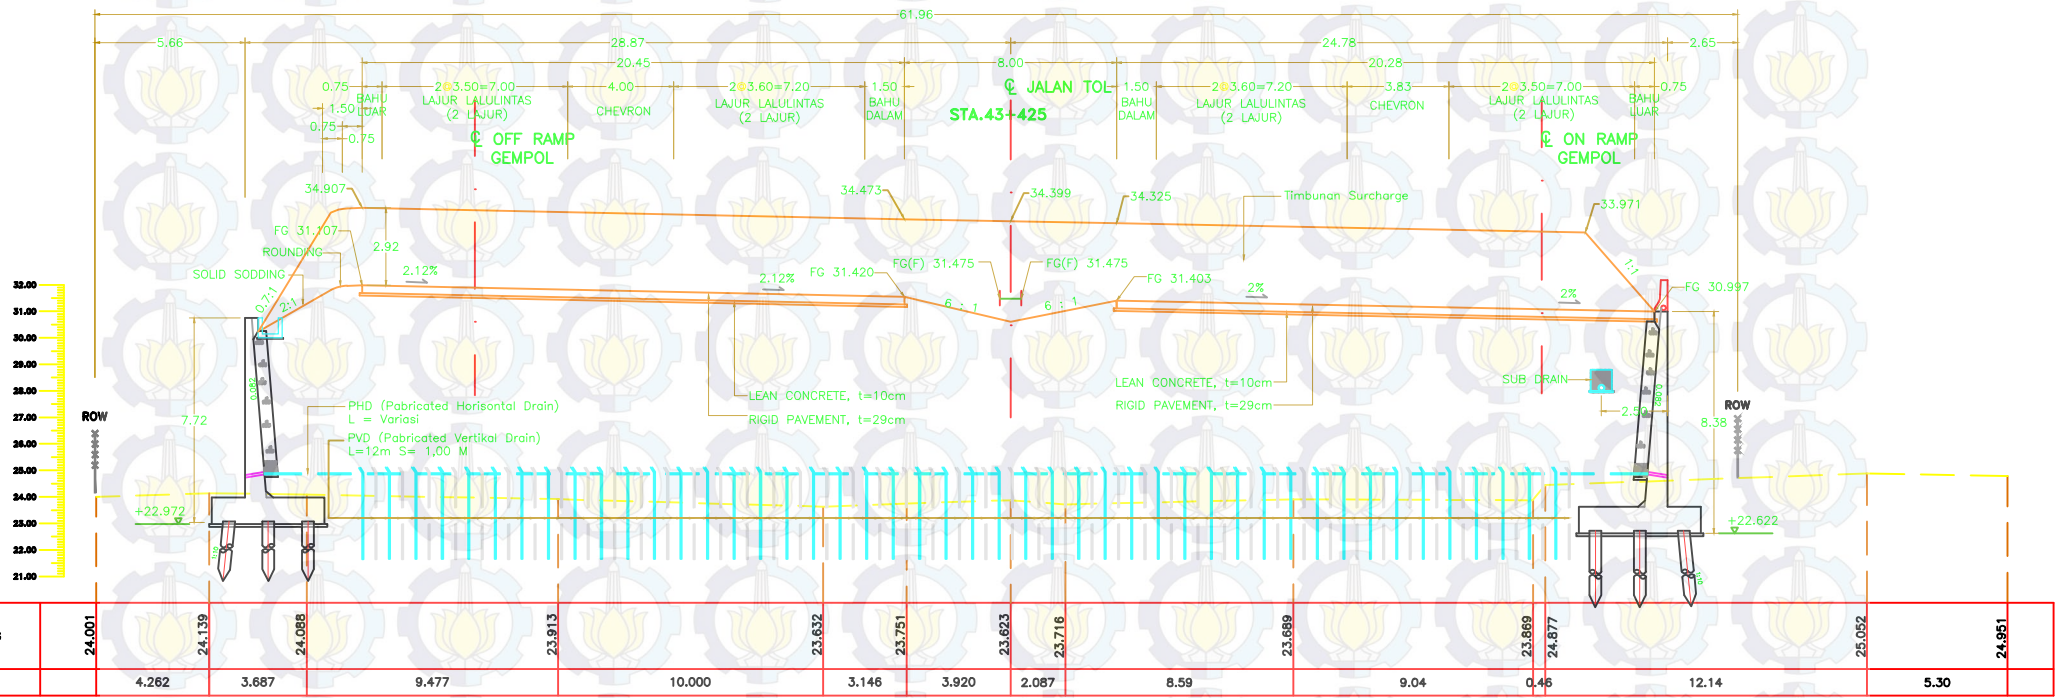 61.96
5.66 28.87 24.78 2.65
20.45 8.00 20.28
0.75 2@3.50=7.00 4.00 2@3.60=7.20 1.50 ℄ JALAN TOL 1.50 2@3.60=7.20 3.83 2@3.50=7.00 0.75
BAHU LUAR
LAJUR LALULINTAS
(2 LAJUR)
CHEVRON
LAJUR LALULINTAS
(2 LAJUR)
BAHU DALAM
STA.43+425
BAHU DALAM
LAJUR LALULINTAS
(2 LAJUR)
CHEVRON
LAJUR LALULINTAS
(2 LAJUR)
BAHU LUAR
1.50
0.75
0.75
℄ OFF RAMP
GEMPOL
℄ ON RAMP
GEMPOL
34.907 34.473 34.399 34.325 Timbunan Surcharge 33.971
FG 31.107 2.92
ROUNDING
SOLID SODDING
0.7:1 2:1
2.12% 2.12% FG 31.420 FG(F) 31.475 FG(F) 31.475 FG 31.403 2% 2% 1:1 FG 30.997
6 : 1 6 : 1
32.00
31.00
30.00
29.00
28.00
27.00
26.00
25.00
24.00
23.00
22.00
21.00
LEAN CONCRETE, t=10cm
RIGID PAVEMENT, t=29cm
LEAN CONCRETE, t=10cm
RIGID PAVEMENT, t=29cm
SUB DRAIN
2.50
ROW
ROW
7.72
8.38
0.082
PHD (Pabricated Horisontal Drain)
L = Variasi
PVD (Pabricated Vertikal Drain)
L=12m S= 1,00 M
+22.972
+22.622
1:10
1:10
24.001 24.139 24.088 23.913 23.632 23.751 23.623 23.716 23.689 23.869 24.877 25.052 24.951
4.262 3.687 9.477 10.000 3.146 3.920 2.087 8.59 9.04 0.46 12.14 5.30